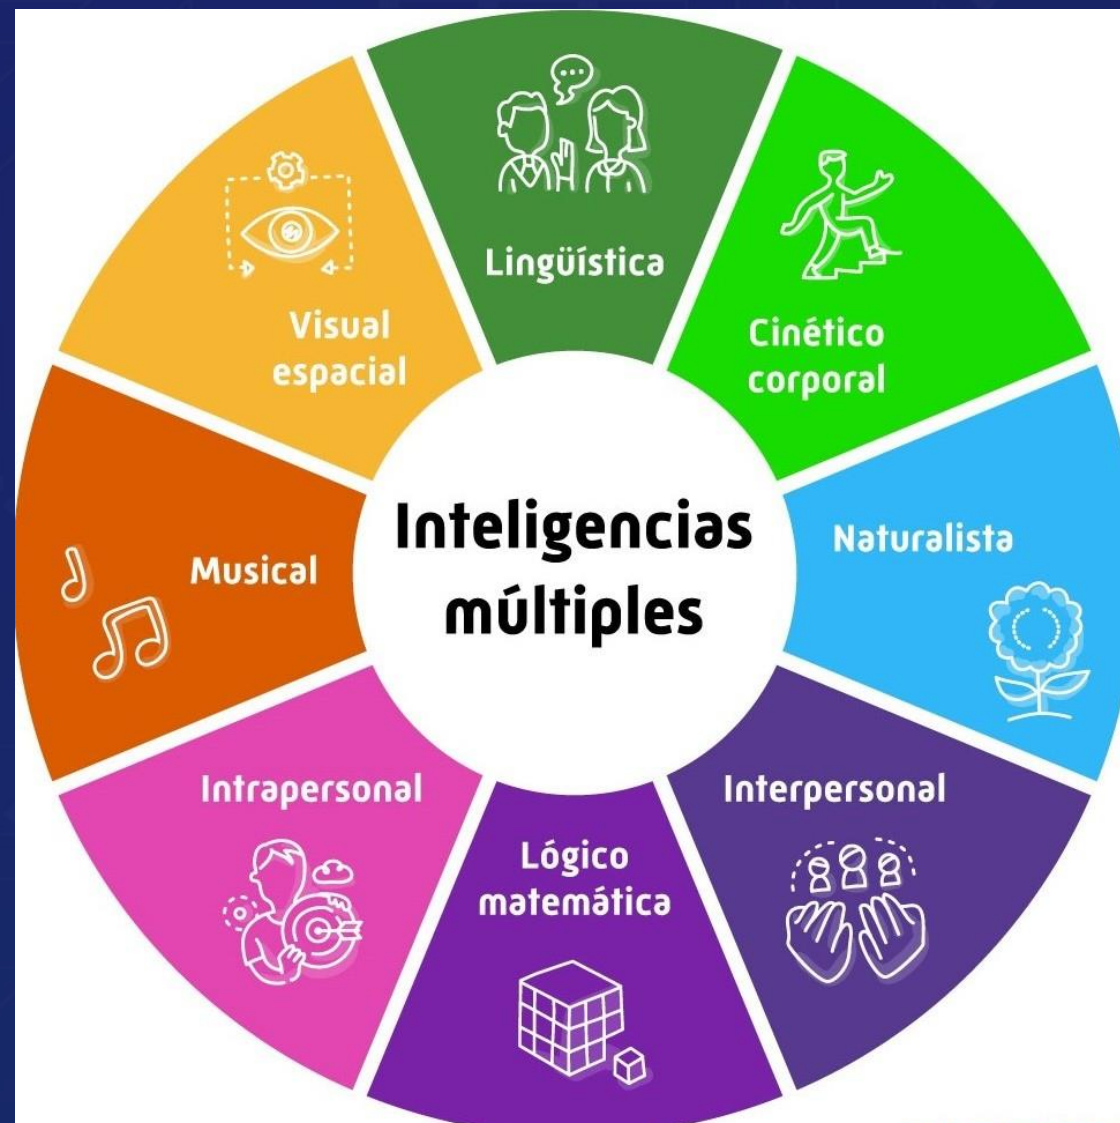 Lingüística
Cinético
corporal
Naturalista
Interpersonal
Lógico
matemática
Intrapersonal
Musical
Visual
espacial
Inteligencias
múltiples